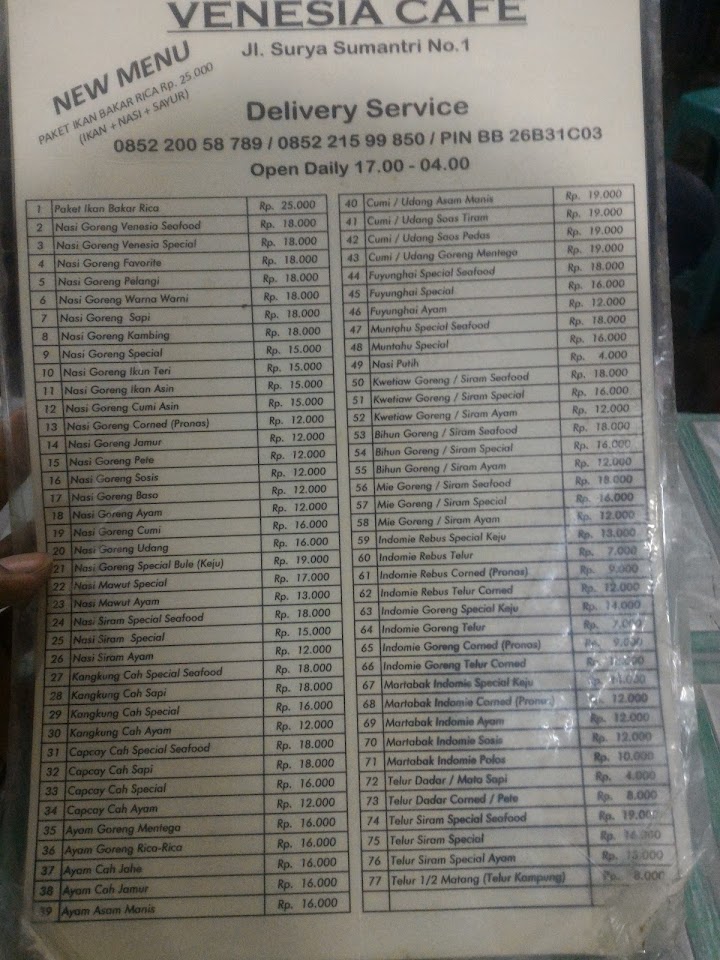 VENESIA CAFE
Jl. Surya Sumantri No.1
NEW MENU
PAKET IKAN BAKAR RICA Rp. 25.000
(IKAN + NASI + SAYUR)
Delivery Service
0852 200 58 789 / 0852 215 99 850 / PIN BB 26B31C03
Open Daily 17.00 - 04.00
1 Paket Ikan Bakar Rica Rp. 25.000
2 Nasi Goreng Venesia Seafood Rp. 18.000
3 Nasi Goreng Venesia Special Rp. 18.000
4 Nasi Goreng Favorite Rp. 18.000
5 Nasi Goreng Pelangi Rp. 18.000
6 Nasi Goreng Warna Warni Rp. 18.000
7 Nasi Goreng Sapi Rp. 18.000
8 Nasi Goreng Kambing Rp. 18.000
9 Nasi Goreng Special Rp. 15.000
10 Nasi Goreng Ikun Teri Rp. 15.000
11 Nasi Goreng Ikan Asin Rp. 15.000
12 Nasi Goreng Cumi Asin Rp. 15.000
13 Nasi Goreng Corned (Pronas) Rp. 12.000
14 Nasi Goreng Jamur Rp. 12.000
15 Nasi Goreng Pete Rp. 12.000
16 Nasi Goreng Sosis Rp. 12.000
17 Nasi Goreng Baso Rp. 12.000
18 Nasi Goreng Ayam Rp. 12.000
19 Nasi Goreng Cumi Rp. 16.000
20 Nasi Goreng Udang Rp. 16.000
21 Nasi Goreng Special Bule (Keju) Rp. 19.000
22 Nasi Mawut Special Rp. 17.000
23 Nasi Mawut Ayam Rp. 13.000
24 Nasi Siram Special Seafood Rp. 18.000
25 Nasi Siram Special Rp. 15.000
26 Nasi Siram Ayam Rp. 12.000
27 Kangkung Cah Special Seafood Rp. 18.000
28 Kangkung Cah Sapi Rp. 18.000
29 Kangkung Cah Special Rp. 16.000
30 Kangkung Cah Ayam Rp. 12.000
31 Capcay Cah Special Seafood Rp. 18.000
32 Capcay Cah Sapi Rp. 18.000
33 Capcay Cah Special Rp. 16.000
34 Capcay Cah Ayam Rp. 12.000
35 Ayam Goreng Mentega Rp. 16.000
36 Ayam Goreng Rica-Rica Rp. 16.000
37 Ayam Cah Jahe Rp. 16.000
38 Ayam Cah Jamur Rp. 16.000
39 Ayam Asam Manis Rp. 16.000
40 Cumi / Udang Asam Manis Rp. 19.000
41 Cumi / Udang Soas Tiram Rp. 19.000
42 Cumi / Udang Saos Pedas Rp. 19.000
43 Cumi / Udang Goreng Mentega Rp. 19.000
44 Fuyunghai Special Seafood Rp. 18.000
45 Fuyunghai Special Rp. 16.000
46 Fuyunghai Ayam Rp. 12.000
47 Muntahu Special Seafood Rp. 18.000
48 Muntahu Special Rp. 16.000
49 Nasi Putih Rp. 4.000
50 Kwetiaw Goreng / Siram Seafood Rp. 18.000
51 Kwetiaw Goreng / Siram Special Rp. 16.000
52 Kwetiaw Goreng / Siram Ayam Rp. 12.000
53 Bihun Goreng / Siram Seafood Rp. 18.000
54 Bihun Goreng / Siram Special Rp. 16.000
55 Bihun Goreng / Siram Ayam Rp. 12.000
56 Mie Goreng / Siram Seafood Rp. 18.000
57 Mie Goreng / Siram Special Rp. 16.000
58 Mie Goreng / Siram Ayam Rp. 12.000
59 Indomie Rebus Special Keju Rp. 13.000
60 Indomie Rebus Telur Rp. 7.000
61 Indomie Rebus Corned (Pronas) Rp. 9.000
62 Indomie Rebus Telur Corned Rp. 12.000
63 Indomie Goreng Special Keju Rp. 14.000
64 Indomie Goreng Telur Rp. 7.000
65 Indomie Goreng Corned (Pronas) Rp. 9.000
66 Indomie Goreng Telur Corned Rp.
67 Martabak Indomie Special Keju Rp.
68 Martabak Indomie Corned (Pronas) Rp. 12.000
69 Martabak Indomie Ayam Rp. 12.000
70 Martabak Indomie Sosis Rp. 12.000
71 Martabak Indomie Polos Rp. 10.000
72 Telur Dadar / Mata Sapi Rp. 4.000
73 Telur Dadar Corned / Pete Rp. 8.000
74 Telur Siram Special Seafood Rp. 19.000
75 Telur Siram Special Rp. 16.000
76 Telur Siram Special Ayam Rp. 13.000
77 Telur 1/2 Matang (Telur Kampung) Rp. 8.000